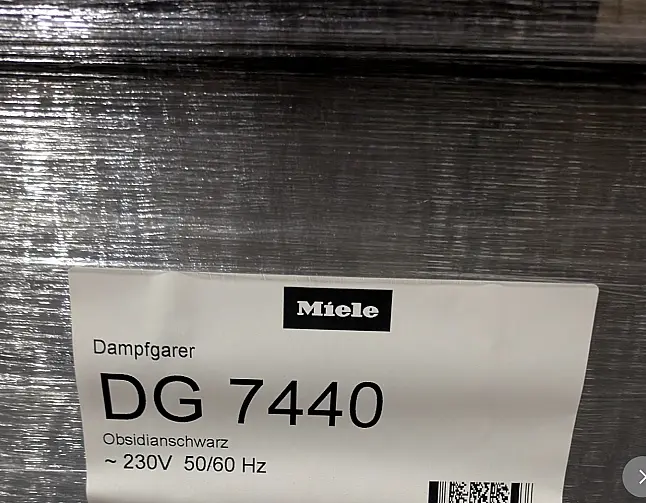 Miele
Dampfgarer
DG 7440
Obsidianschwarz
~ 230V 50/60 Hz